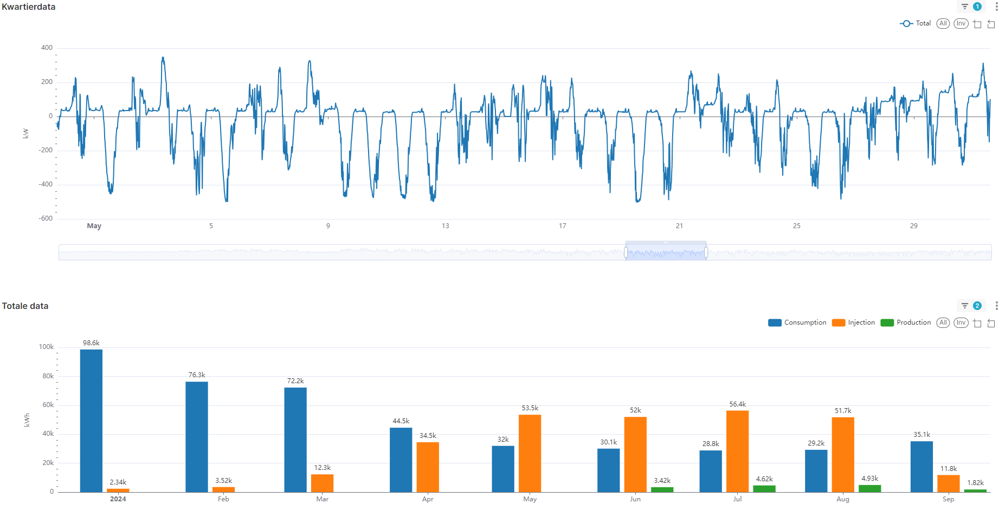 Kwartierdata
1
Total All Inv
400
200
0
-200
-400
-600
kW
May 5 9 13 17 21 25 29
Totale data
2
Consumption Injection Production All Inv
100k
80k
60k
40k
20k
0
kWh
98.6k 2.34k
76.3k 3.52k
72.2k 12.3k
44.5k 34.5k
32k 53.5k
30.1k 52k 3.42k
28.8k 56.4k 4.62k
29.2k 51.7k 4.93k
35.1k 11.8k 1.82k
2024 Feb Mar Apr May Jun Jul Aug Sep